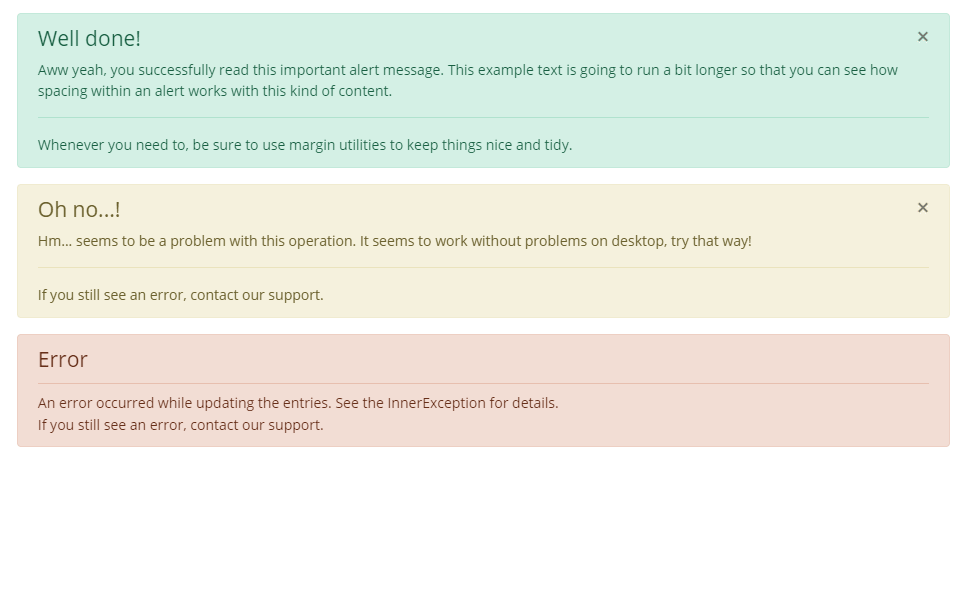 Well done!
Aww yeah, you successfully read this important alert message. This example text is going to run a bit longer so that you can see how
spacing within an alert works with this kind of content.
Whenever you need to, be sure to use margin utilities to keep things nice and tidy.
Oh no...!
Hm... seems to be a problem with this operation. It seems to work without problems on desktop, try that way!
If you still see an error, contact our support.
Error
An error occurred while updating the entries. See the InnerException for details.
If you still see an error, contact our support.